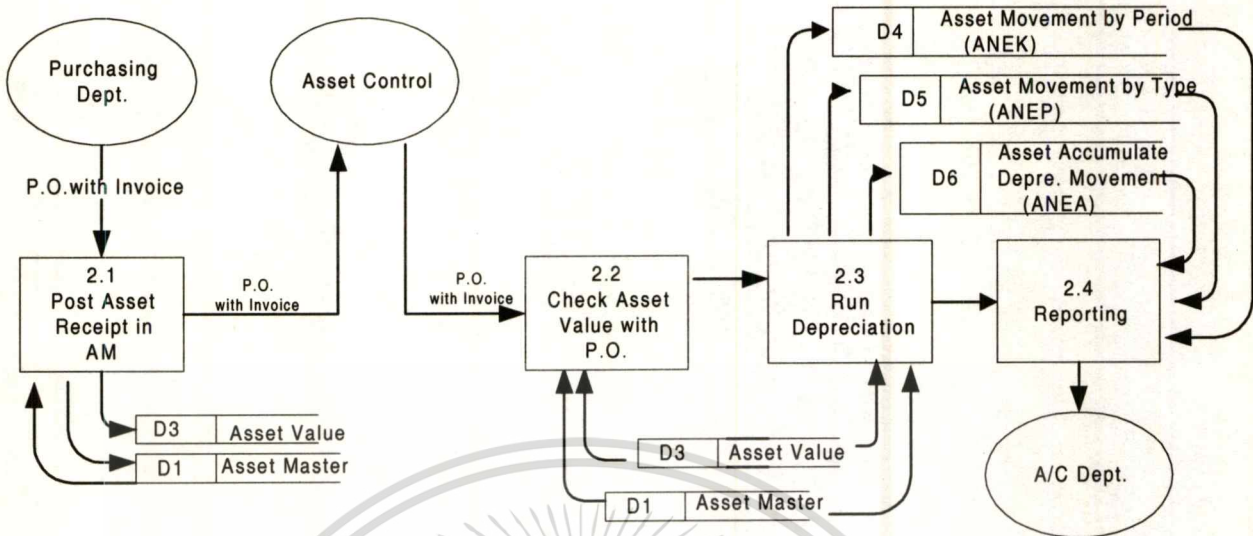 Purchasing
Dept.
Asset Control
D4
Asset Movement by Period
(ANEK)
D5
Asset Movement by Type
(ANEP)
D6
Asset Accumulate
Depre. Movement
(ANEA)
P.O.with Invoice
2.1
Post Asset
Receipt in
AM
P.O.
with Invoice
P.O.
with Invoice
2.2
Check Asset
Value with
P.O.
2.3
Run
Depreciation
2.4
Reporting
D3
Asset Value
D1
Asset Master
D3
Asset Value
D1
Asset Master
A/C Dept.